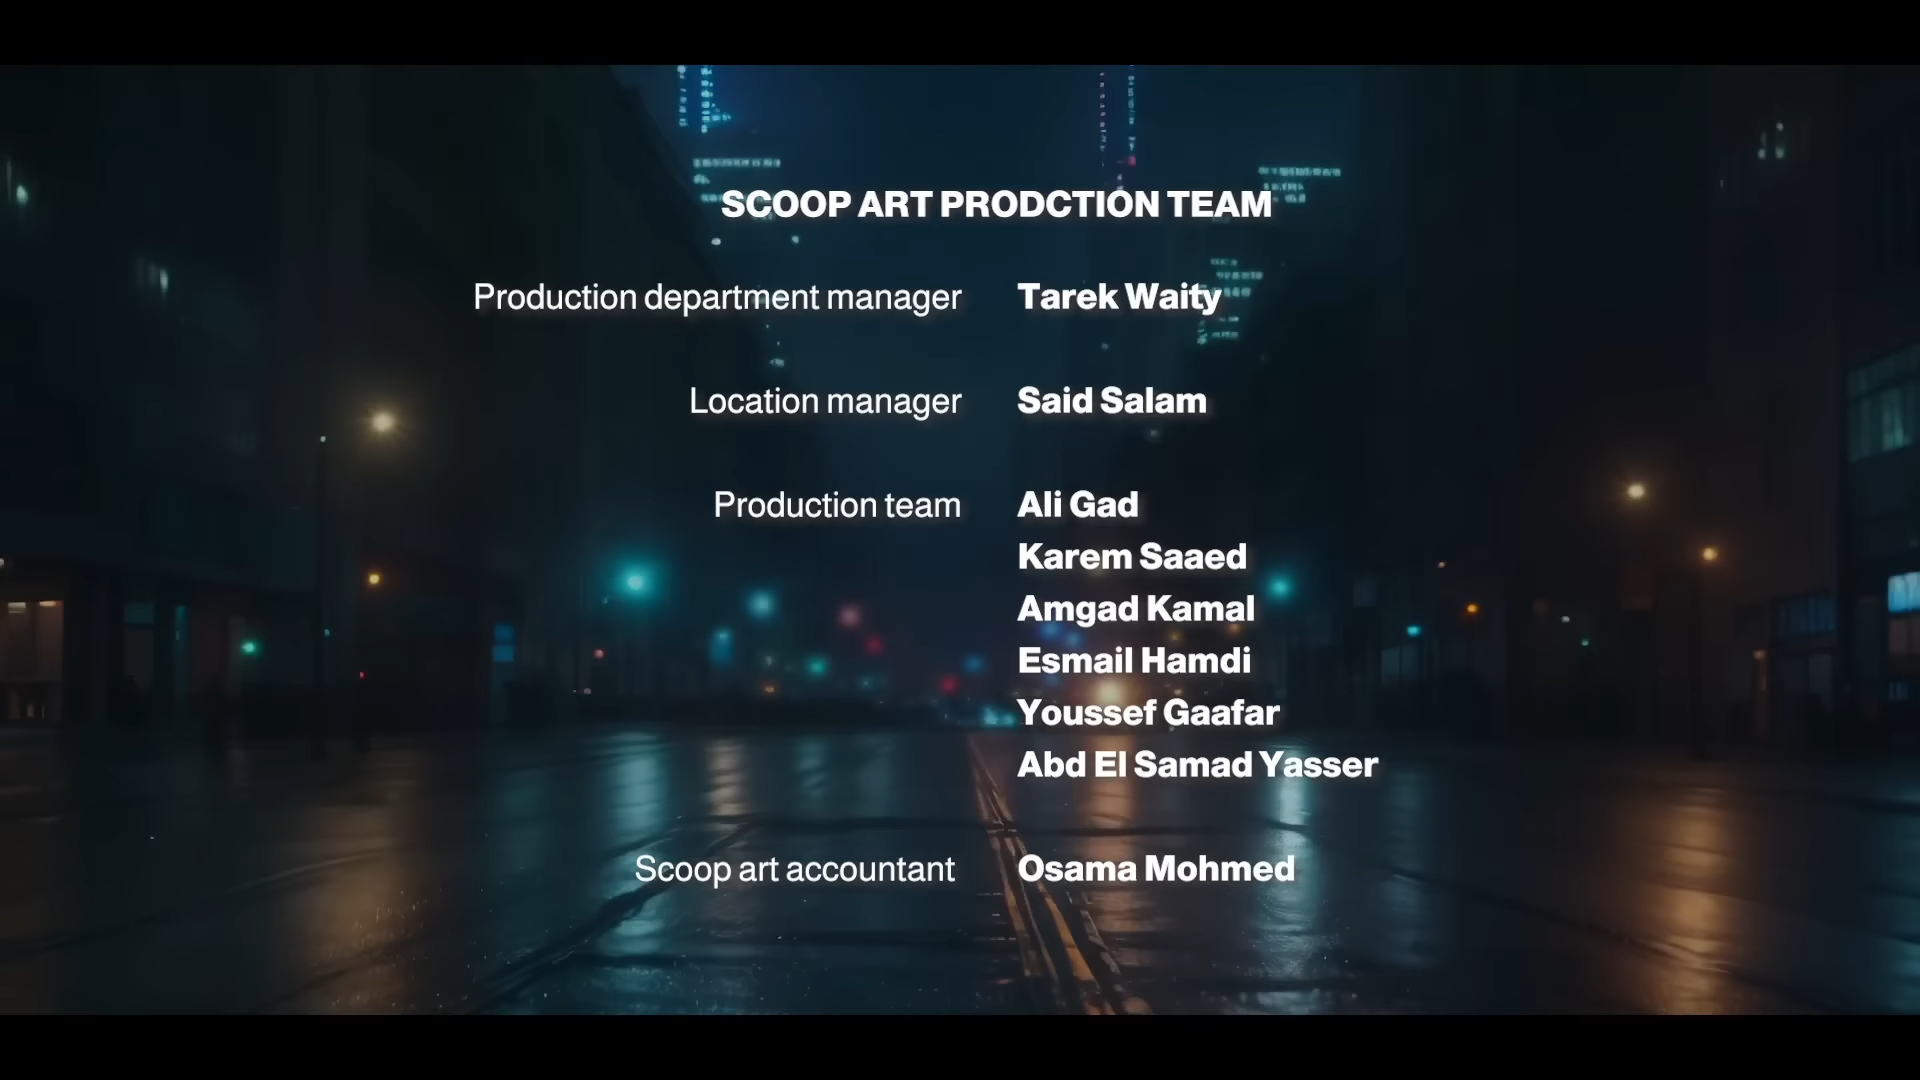 SCOOP ART PRODCTION TEAM
Production department manager Tarek Waity
Location manager Said Salam
Production team Ali Gad
Karem Saaed
Amgad Kamal
Esmail Hamdi
Youssef Gaafar
Abd El Samad Yasser
Scoop art accountant Osama Mohmed